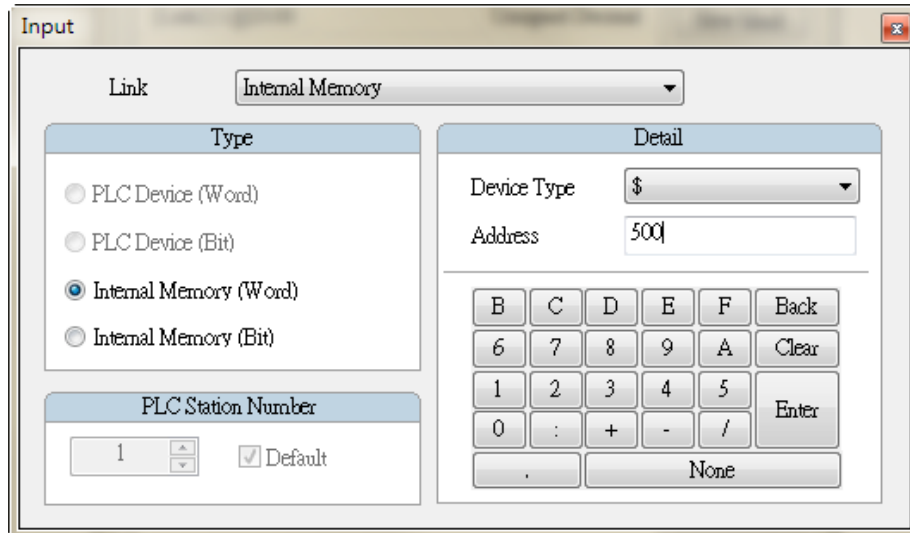 Input
Link Internal Memory
Type
PLC Device (Word)
PLC Device (Bit)
Internal Memory (Word)
Internal Memory (Bit)
PLC Station Number
1 Default
Detail
Device Type $
Address 500
B C D E F Back
6 7 8 9 A Clear
1 2 3 4 5 Enter
0 : + - /
. None